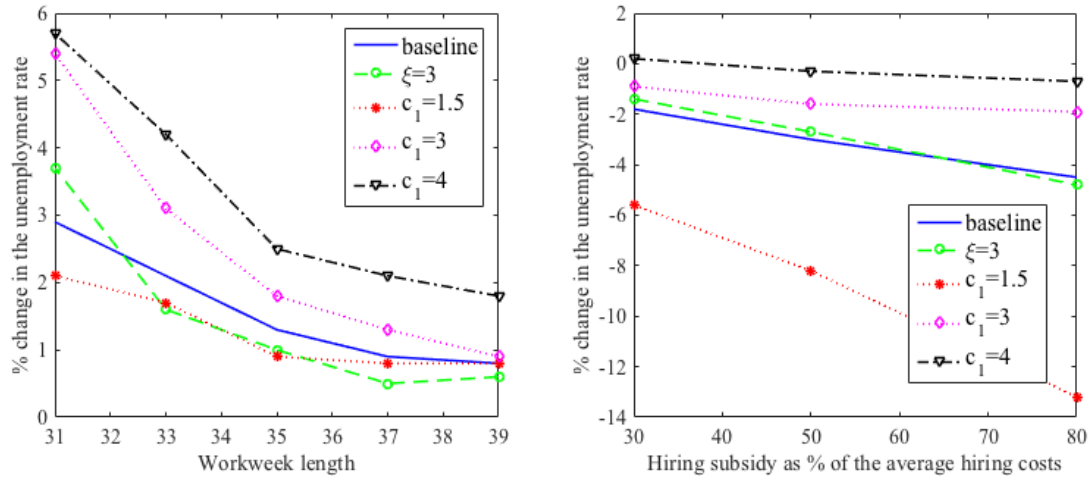 % change in the unemployment rate
6
5
4
3
2
1
0
31 32 33 34 35 36 37 38 39
Workweek length
baseline
ξ=3
c₁=1.5
c₁=3
c₁=4
% change in the unemployment rate
2
0
-2
-4
-6
-8
-10
-12
-14
30 40 50 60 70 80
Hiring subsidy as % of the average hiring costs
baseline
ξ=3
c₁=1.5
c₁=3
c₁=4